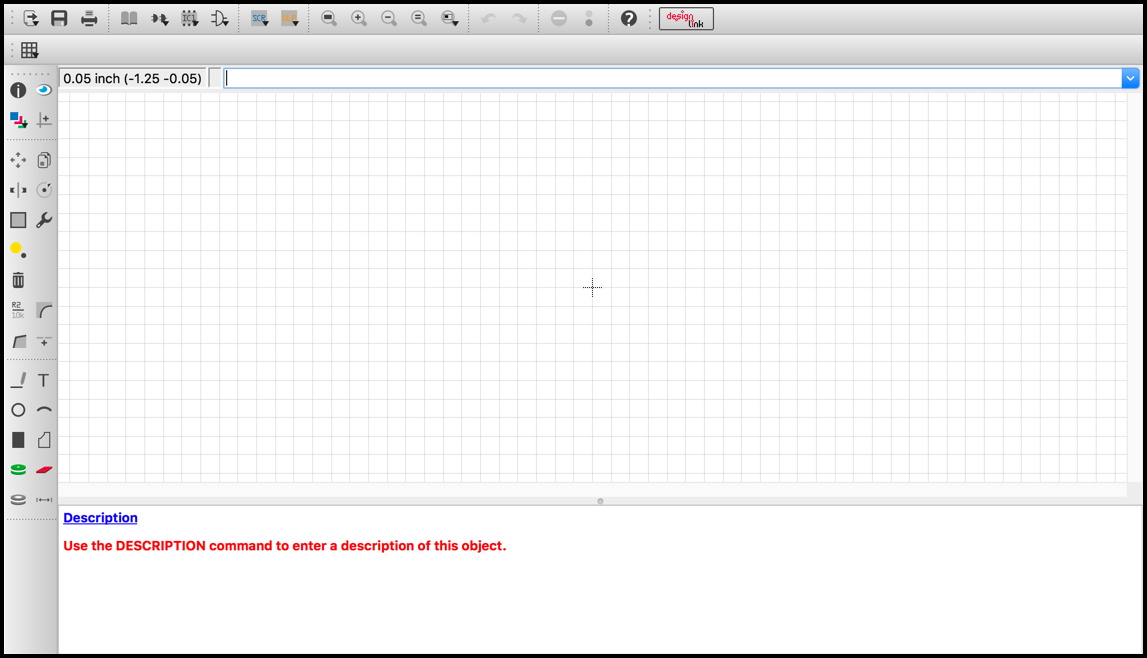 SCR
design
link
0.05 inch (-1.25 -0.05)
R2
10k
T
Description
Use the DESCRIPTION command to enter a description of this object.